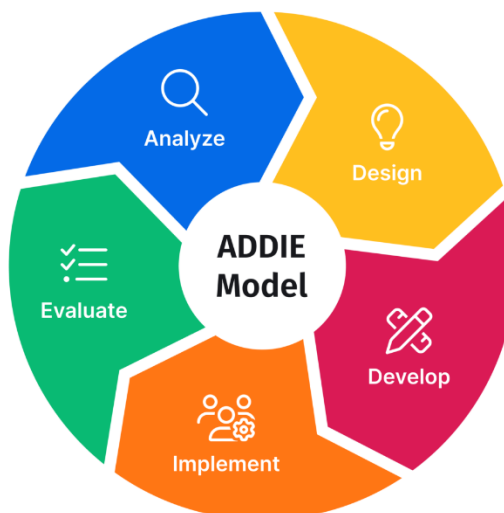 Analyze
Design
ADDIE
Model
Evaluate
Develop
Implement